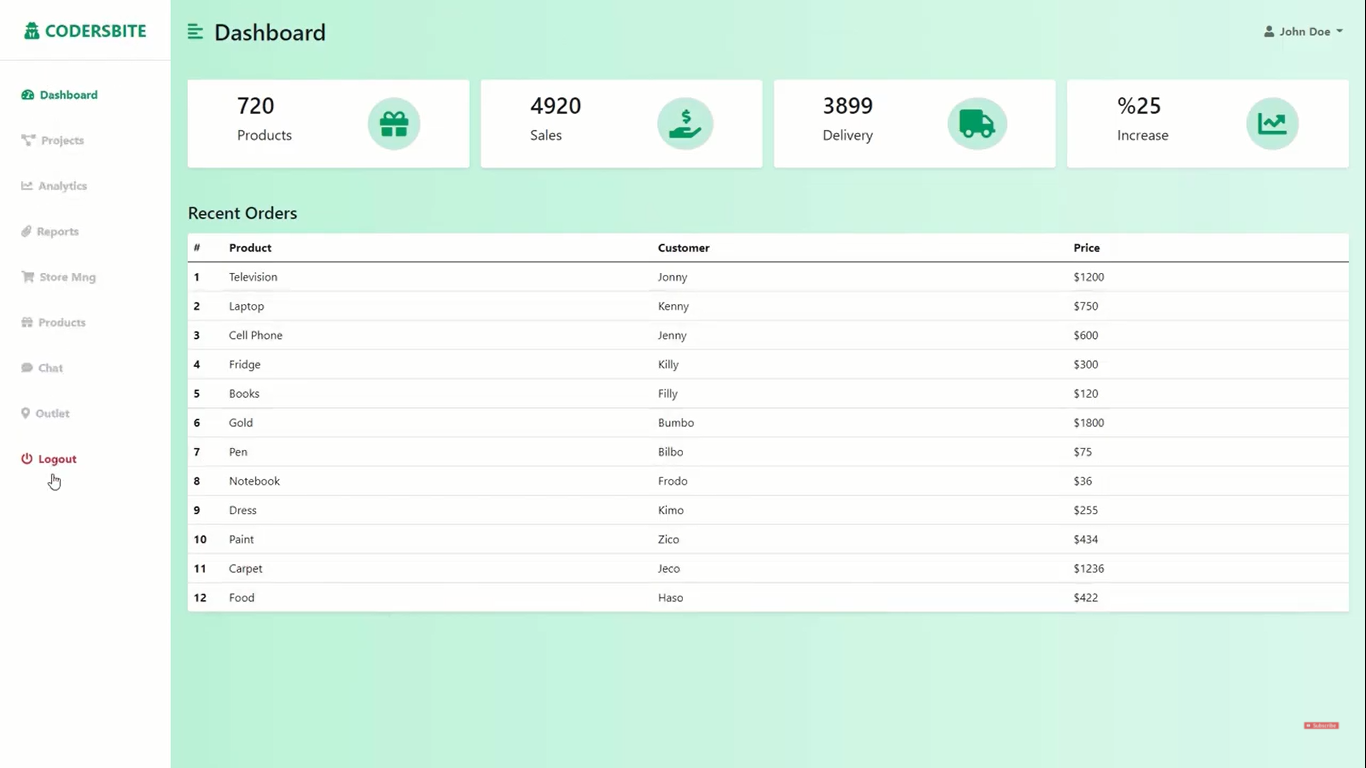 CODERSBITE
Dashboard
John Doe
Dashboard
Projects
Analytics
Reports
Store Mng
Products
Chat
Outlet
Logout
720
Products
4920
Sales
3899
Delivery
%25
Increase
Recent Orders
# Product Customer Price
1 Television Jonny $1200
2 Laptop Kenny $750
3 Cell Phone Jenny $600
4 Fridge Killy $300
5 Books Filly $120
6 Gold Bumbo $1800
7 Pen Bilbo $75
8 Notebook Frodo $36
9 Dress Kimo $255
10 Paint Zico $434
11 Carpet Jeco $1236
12 Food Haso $422
Subscribe